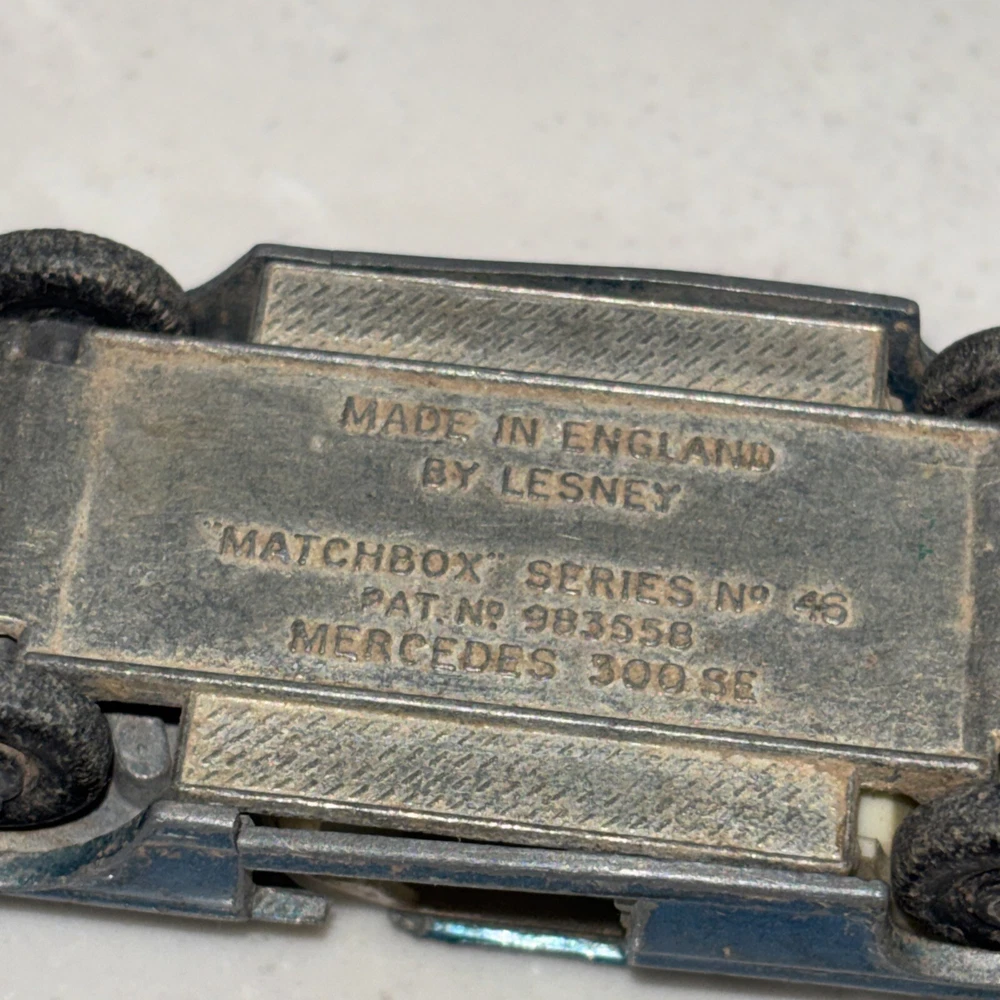 MADE IN ENGLAND
BY LESNEY
"MATCHBOX" SERIES Nº 46
PAT. Nº 983558
MERCEDES 300 SE